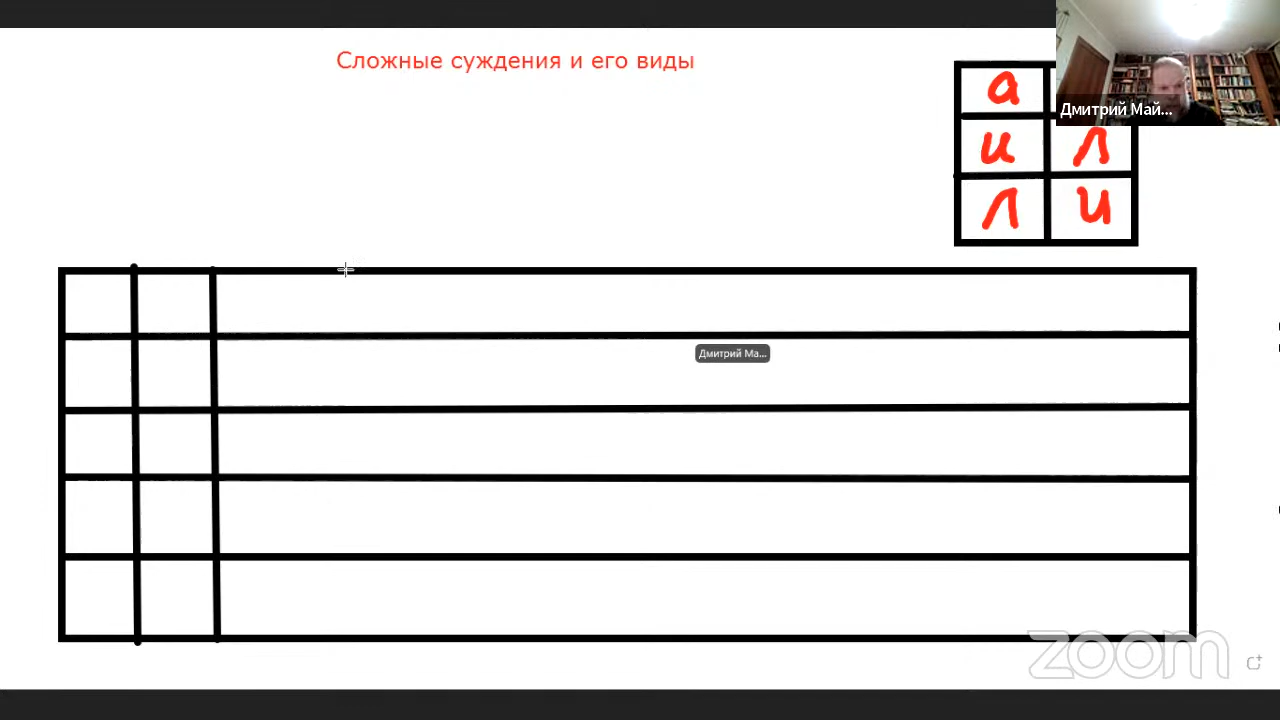 Сложные суждения и его виды
а
Дмитрий Май...
и л
л и
Дмитрий Ма...
zoom